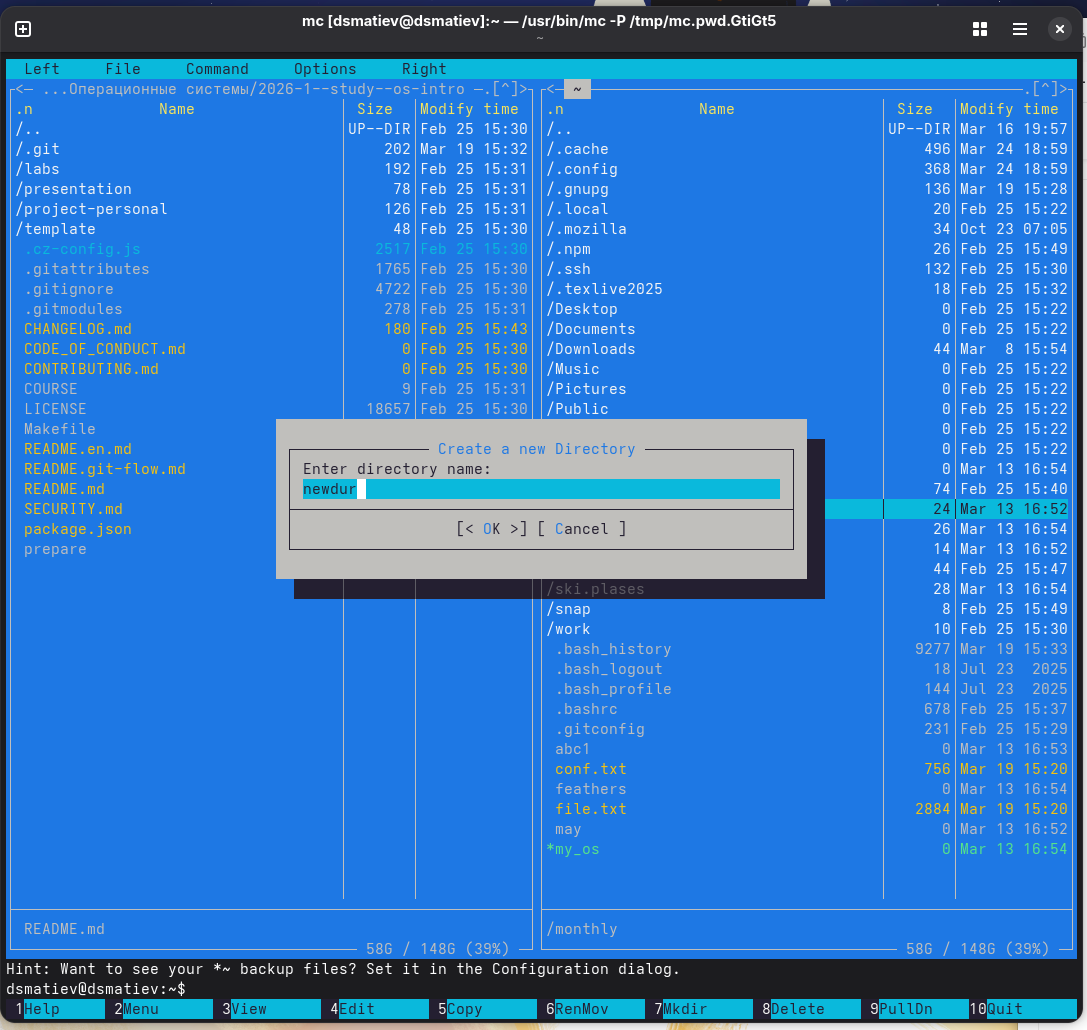 mc [dsmatiev@dsmatiev]:~ — /usr/bin/mc -P /tmp/mc.pwd.GtiGt5
~
Left File Command Options Right
<— ...Операционные системы/2026-1--study--os-intro —.[^]>
.n Name Size Modify time
/.. UP--DIR Feb 25 15:30
/.git 202 Mar 19 15:32
/labs 192 Feb 25 15:31
/presentation 78 Feb 25 15:31
/project-personal 126 Feb 25 15:31
/template 48 Feb 25 15:30
.cz-config.js 2517 Feb 25 15:30
.gitattributes 1765 Feb 25 15:30
.gitignore 4722 Feb 25 15:30
.gitmodules 278 Feb 25 15:31
CHANGELOG.md 180 Feb 25 15:43
CODE_OF_CONDUCT.md 0 Feb 25 15:30
CONTRIBUTING.md 0 Feb 25 15:30
COURSE 9 Feb 25 15:31
LICENSE 18657 Feb 25 15:30
Makefile
README.en.md
README.git-flow.md
README.md
SECURITY.md
package.json
prepare
README.md
58G / 148G (39%)
<— ~ .[^]>
.n Name Size Modify time
/.. UP--DIR Mar 16 19:57
/.cache 496 Mar 24 18:59
/.config 368 Mar 24 18:59
/.gnupg 136 Mar 19 15:28
/.local 20 Feb 25 15:22
/.mozilla 34 Oct 23 07:05
/.npm 26 Feb 25 15:49
/.ssh 132 Feb 25 15:30
/.texlive2025 18 Feb 25 15:32
/Desktop 0 Feb 25 15:22
/Documents 0 Feb 25 15:22
/Downloads 44 Mar 8 15:54
/Music 0 Feb 25 15:22
/Pictures 0 Feb 25 15:22
/Public 0 Feb 25 15:22
0 Feb 25 15:22
0 Feb 25 15:22
0 Mar 13 16:54
74 Feb 25 15:40
24 Mar 13 16:52
26 Mar 13 16:54
14 Mar 13 16:52
44 Feb 25 15:47
/ski.plases 28 Mar 13 16:54
/snap 8 Feb 25 15:49
/work 10 Feb 25 15:30
.bash_history 9277 Mar 19 15:33
.bash_logout 18 Jul 23 2025
.bash_profile 144 Jul 23 2025
.bashrc 678 Feb 25 15:37
.gitconfig 231 Feb 25 15:29
abc1 0 Mar 13 16:53
conf.txt 756 Mar 19 15:20
feathers 0 Mar 13 16:54
file.txt 2884 Mar 19 15:20
may 0 Mar 13 16:52
*my_os 0 Mar 13 16:54
/monthly
58G / 148G (39%)
Create a new Directory
Enter directory name:
newdur
[< OK >] [ Cancel ]
Hint: Want to see your *~ backup files? Set it in the Configuration dialog.
dsmatiev@dsmatiev:~$
1Help 2Menu 3View 4Edit 5Copy 6RenMov 7Mkdir 8Delete 9PullDn 10Quit